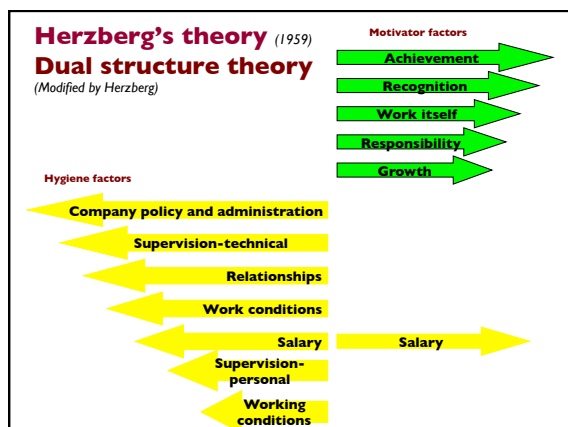 Herzberg's theory (1959)
Dual structure theory
(Modified by Herzberg)
Motivator factors
Achievement
Recognition
Work itself
Responsibility
Growth
Hygiene factors
Company policy and administration
Supervision-technical
Relationships
Work conditions
Salary
Salary
Supervision-
personal
Working
conditions